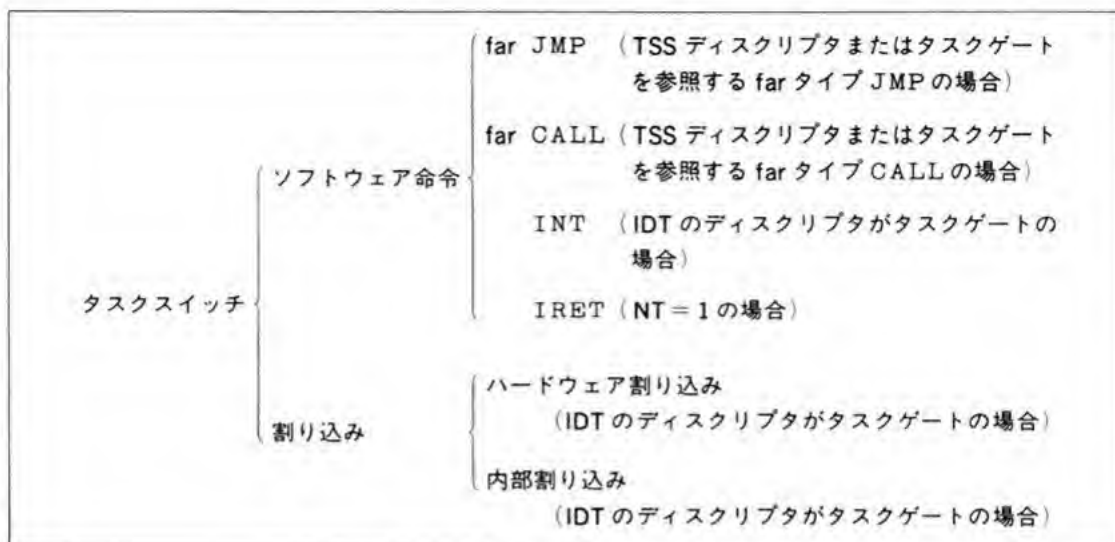 far JMP (TSS ディスクリプタまたはタスクゲート
を参照する far タイプ JMP の場合)
far CALL (TSS ディスクリプタまたはタスクゲート
を参照する far タイプ CALL の場合)
ソフトウェア命令
INT (IDT のディスクリプタがタスクゲートの
場合)
IRET (NT = 1 の場合)
タスクスイッチ
ハードウェア割り込み
(IDT のディスクリプタがタスクゲートの場合)
割り込み
内部割り込み
(IDT のディスクリプタがタスクゲートの場合)